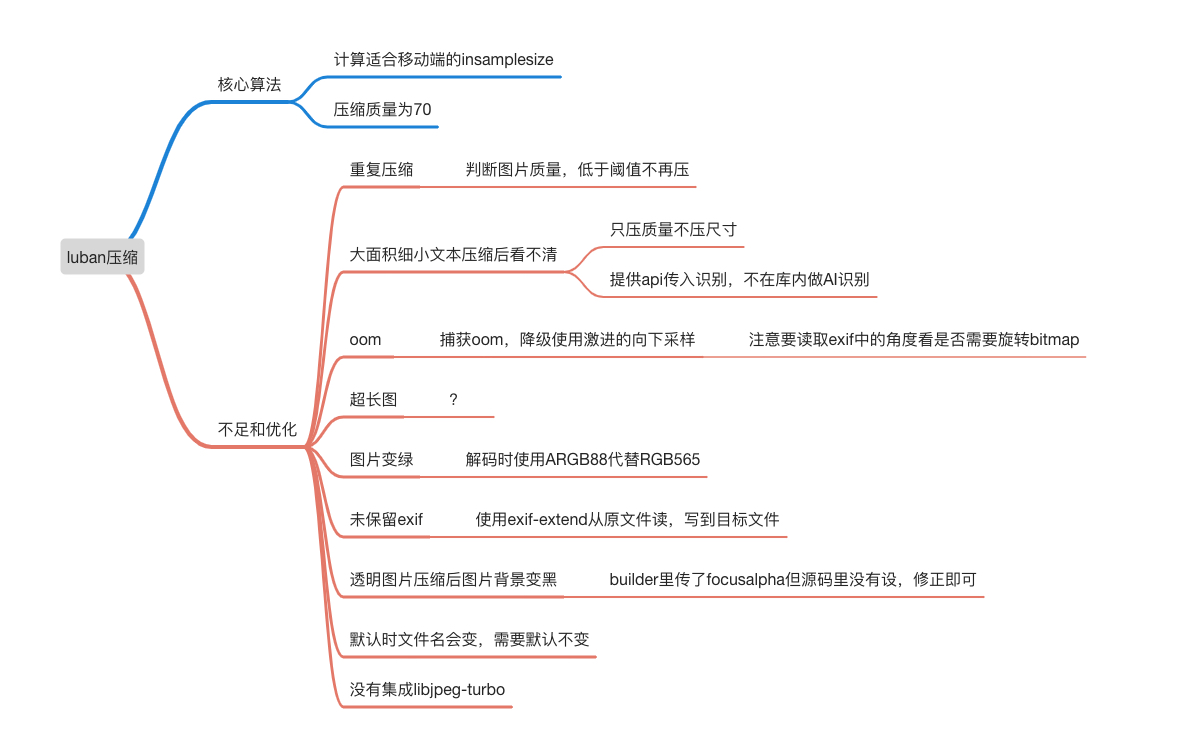 计算适合移动端的insamplesize
核心算法
压缩质量为70
重复压缩
判断图片质量，低于阈值不再压
只压质量不压尺寸
luban压缩
大面积细小文本压缩后看不清
提供api传入识别，不在库内做AI识别
oom
捕获oom，降级使用激进的向下采样
注意要读取exif中的角度看是否需要旋转bitmap
超长图
？
不足和优化
图片变绿
解码时使用ARGB88代替RGB565
未保留exif
使用exif-extend从原文件读，写到目标文件
透明图片压缩后图片背景变黑
builder里传了focusalpha但源码里没有设，修正即可
默认时文件名会变，需要默认不变
没有集成libjpeg-turbo